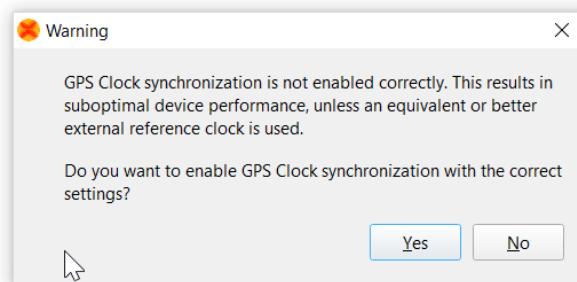 Warning
GPS Clock synchronization is not enabled correctly. This results in
suboptimal device performance, unless an equivalent or better
external reference clock is used.
Do you want to enable GPS Clock synchronization with the correct
settings?
Yes
No